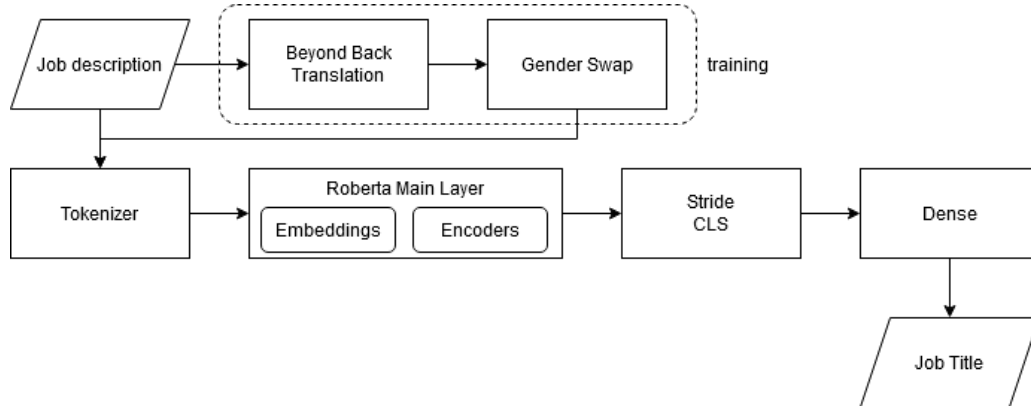 Job description
Beyond Back
Translation
Gender Swap
training
Tokenizer
Roberta Main Layer
Embeddings
Encoders
Stride
CLS
Dense
Job Title